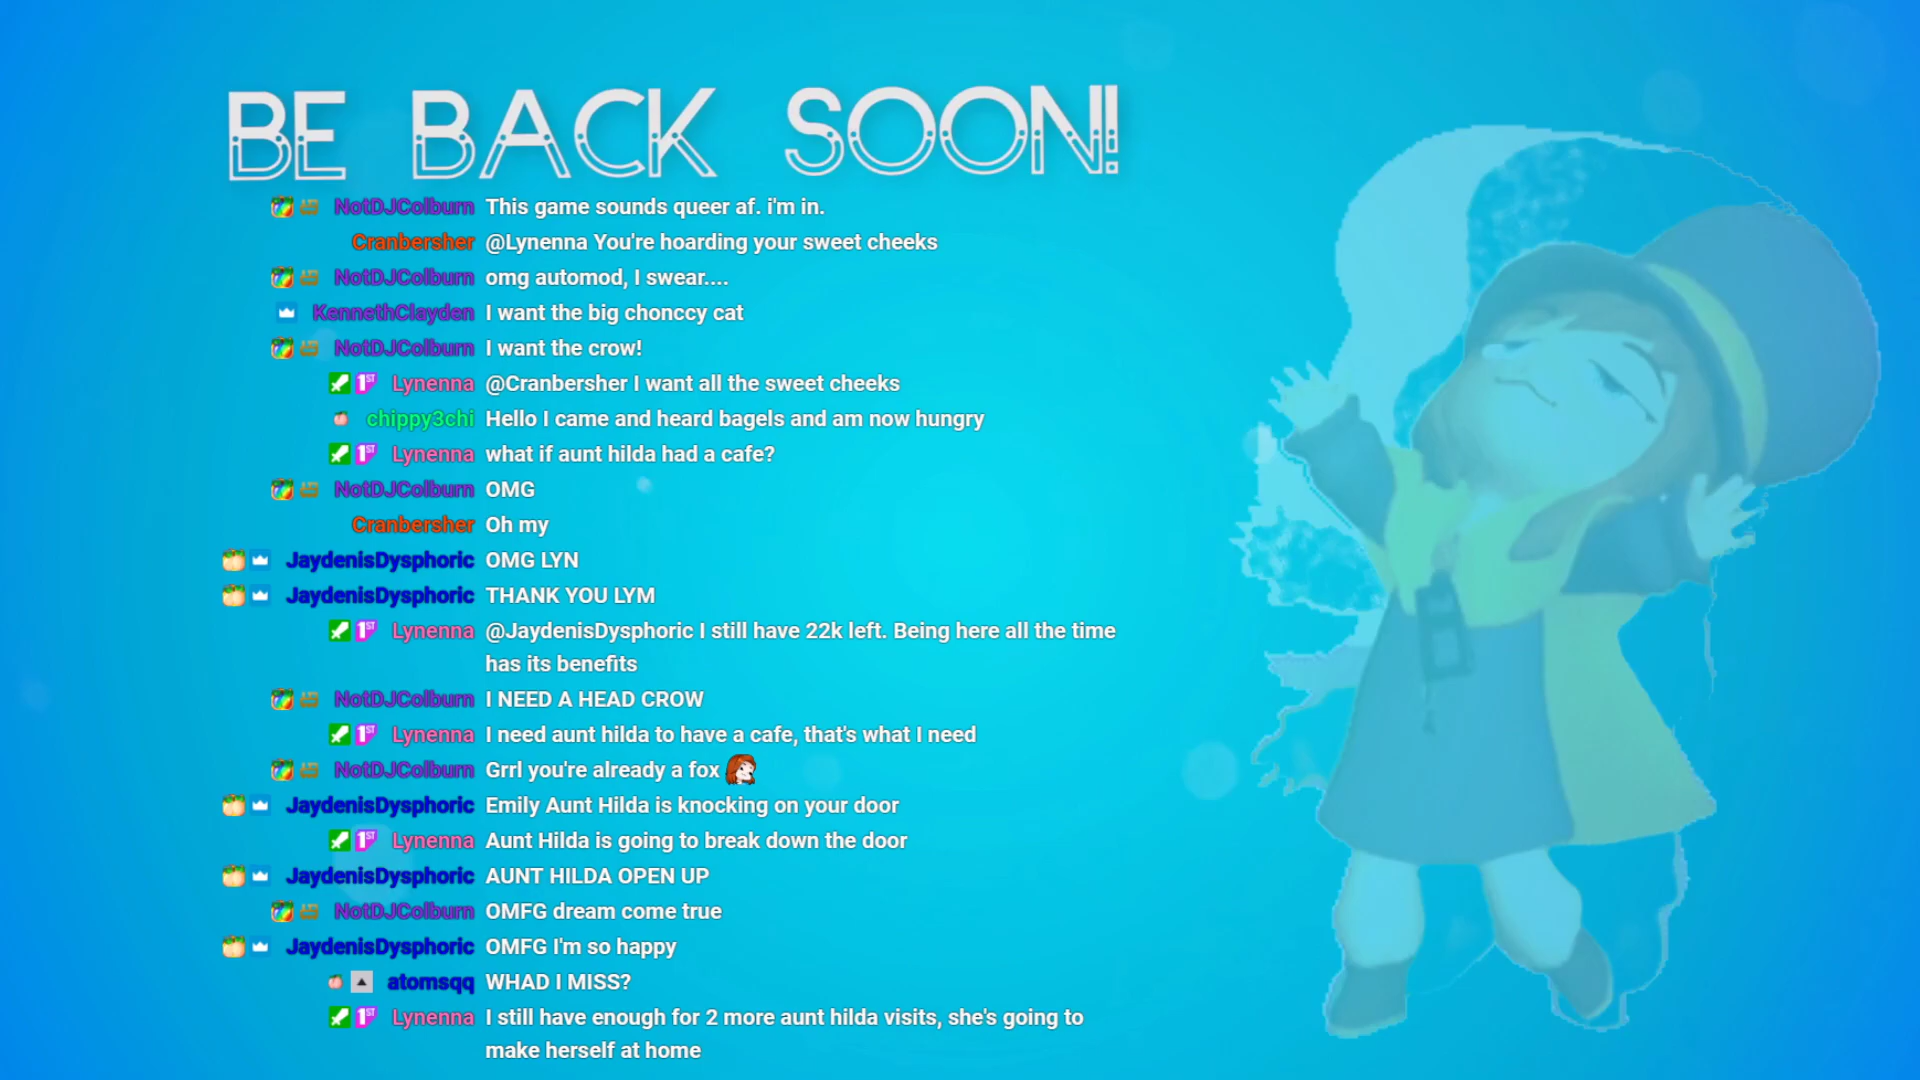 BE BACK SOON!
NotDJColburn This game sounds queer af. i'm in.
Cranbersher @Lynenna You're hoarding your sweet cheeks
NotDJColburn omg automod, I swear....
KennethClayden I want the big chonccy cat
NotDJColburn I want the crow!
1ST Lynenna @Cranbersher I want all the sweet cheeks
chippy3chi Hello I came and heard bagels and am now hungry
1ST Lynenna what if aunt hilda had a cafe?
NotDJColburn OMG
Cranbersher Oh my
JaydenisDysphoric OMG LYN
JaydenisDysphoric THANK YOU LYM
1ST Lynenna @JaydenisDysphoric I still have 22k left. Being here all the time
has its benefits
NotDJColburn I NEED A HEAD CROW
1ST Lynenna I need aunt hilda to have a cafe, that's what I need
NotDJColburn Grrl you're already a fox
JaydenisDysphoric Emily Aunt Hilda is knocking on your door
1ST Lynenna Aunt Hilda is going to break down the door
JaydenisDysphoric AUNT HILDA OPEN UP
NotDJColburn OMFG dream come true
JaydenisDysphoric OMFG I'm so happy
atomsqq WHAD I MISS?
1ST Lynenna I still have enough for 2 more aunt hilda visits, she's going to
make herself at home